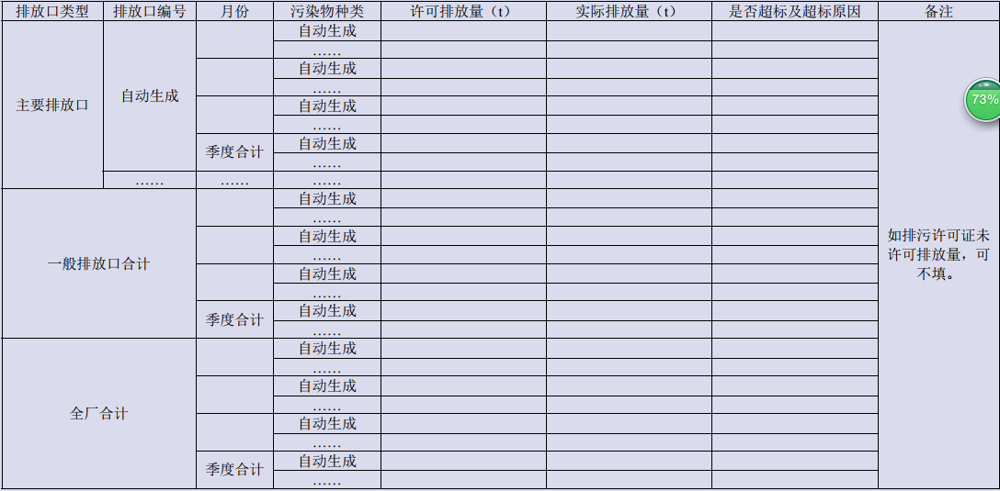 排放口类型 排放口编号 月份 污染物种类 许可排放量（t） 实际排放量（t） 是否超标及超标原因 备注
自动生成
……
自动生成
……
主要排放口 自动生成
自动生成
……
季度合计 自动生成
……
…… …… ……
自动生成
……
自动生成
……
一般排放口合计
自动生成
……
季度合计 自动生成
……
如排污许可证未
许可排放量，可
不填。
自动生成
……
自动生成
……
全厂合计
自动生成
……
季度合计 自动生成
……
73%